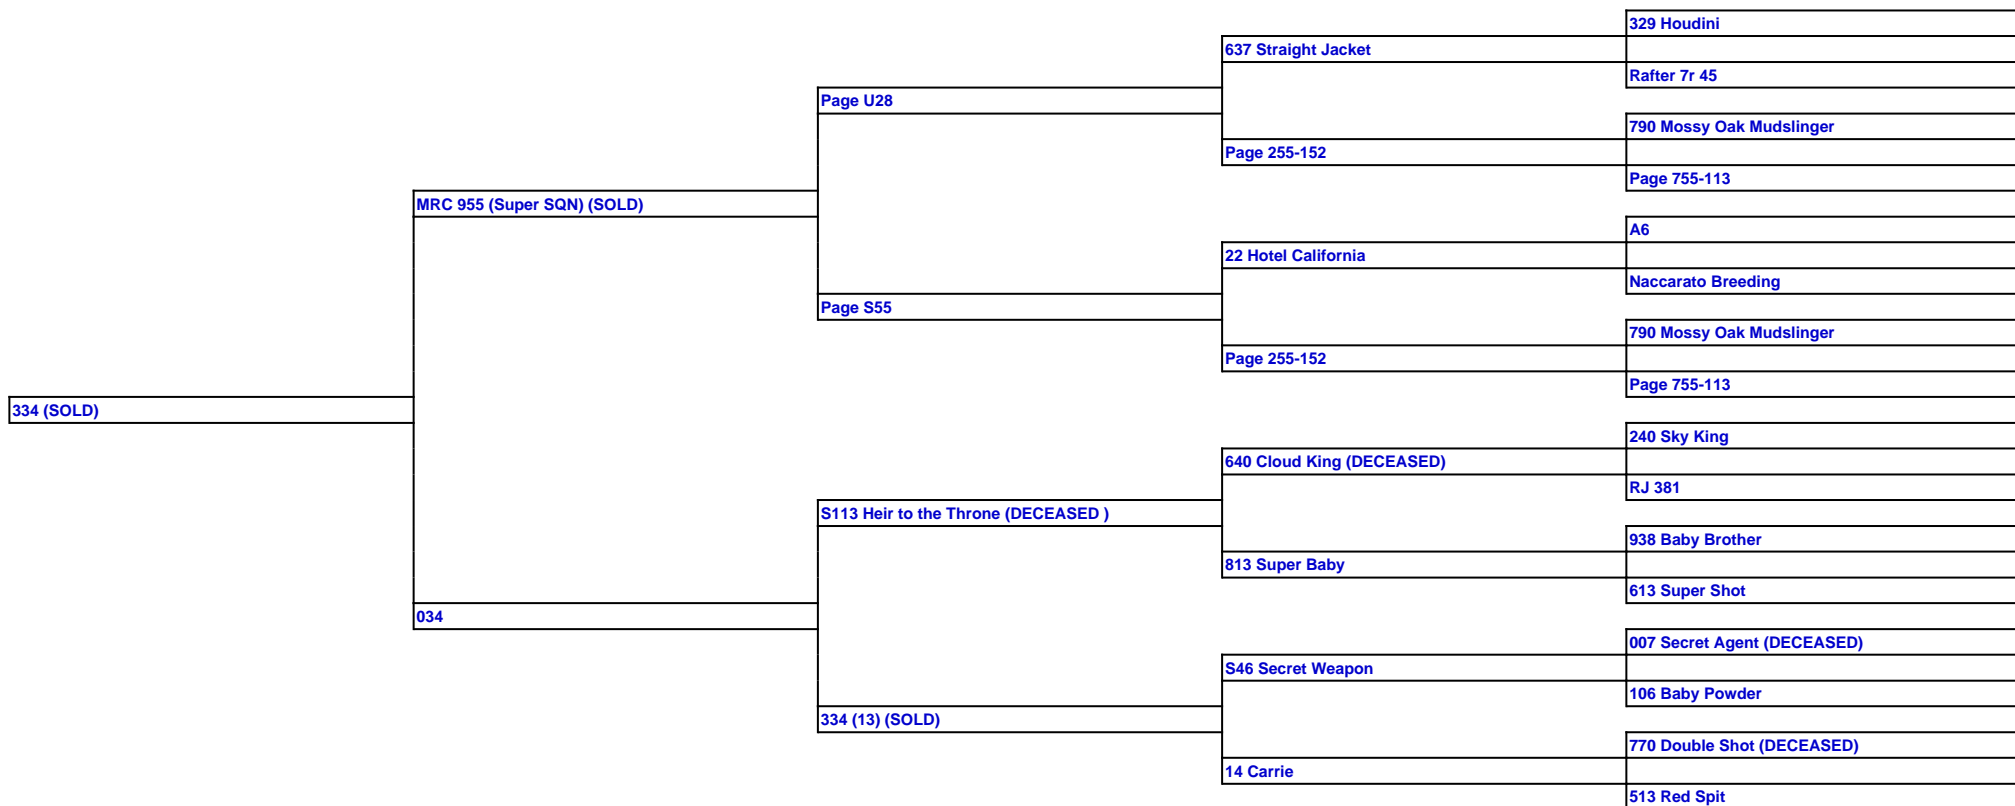 329 Houdini
637 Straight Jacket
Rafter 7r 45
Page U28
790 Mossy Oak Mudslinger
Page 255-152
Page 755-113
MRC 955 (Super SQN) (SOLD)
A6
22 Hotel California
Naccarato Breeding
Page S55
790 Mossy Oak Mudslinger
Page 255-152
Page 755-113
334 (SOLD)
240 Sky King
640 Cloud King (DECEASED)
RJ 381
S113 Heir to the Throne (DECEASED )
938 Baby Brother
813 Super Baby
613 Super Shot
034
007 Secret Agent (DECEASED)
S46 Secret Weapon
106 Baby Powder
334 (13) (SOLD)
770 Double Shot (DECEASED)
14 Carrie
513 Red Spit